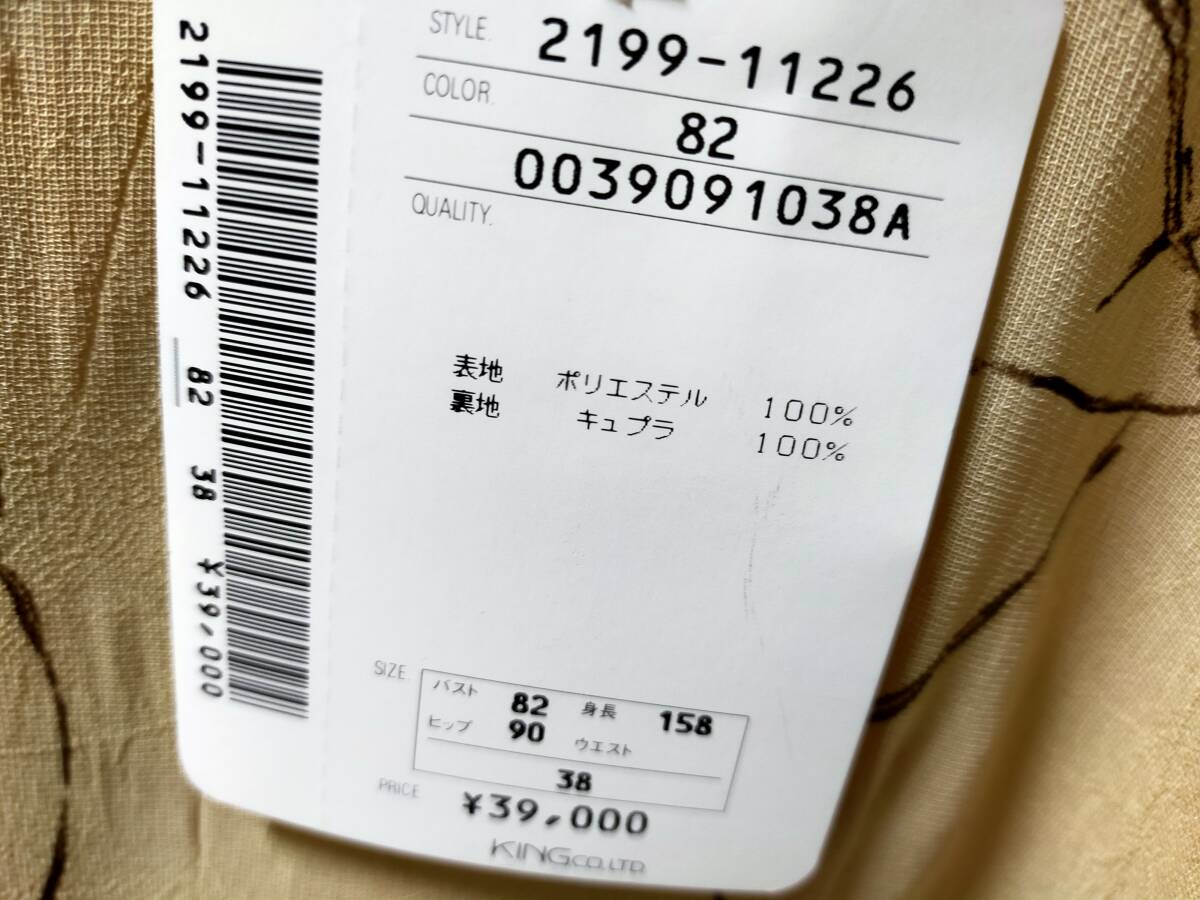 STYLE. 2199-11226
COLOR. 82
0039091038A
QUALITY.
表地 ポリエステル 100%
裏地 キュプラ 100%
SIZE.
バスト 82 身長 158
ヒップ 90 ウエスト
38
PRICE ¥39,000
KING CO.,LTD.
2199-11226 82 38 ¥39,000